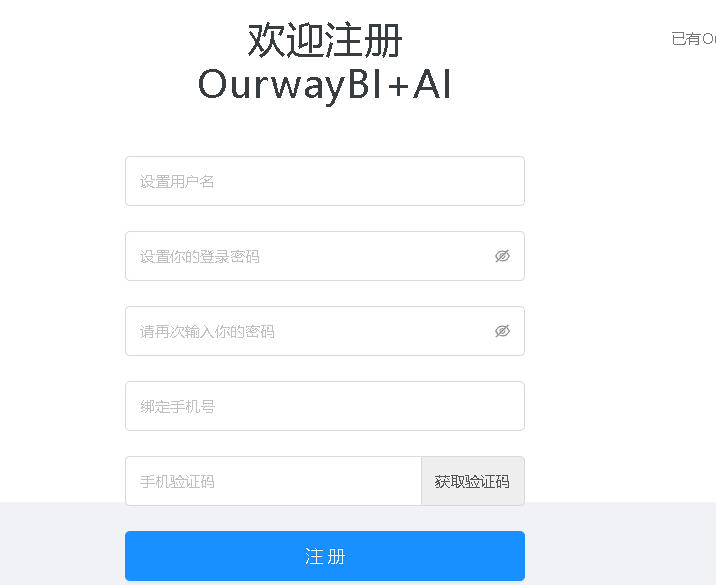 欢迎注册
OurwayBI+AI
已有Ou
设置用户名
设置你的登录密码
请再次输入你的密码
绑定手机号
手机验证码
获取验证码
注 册